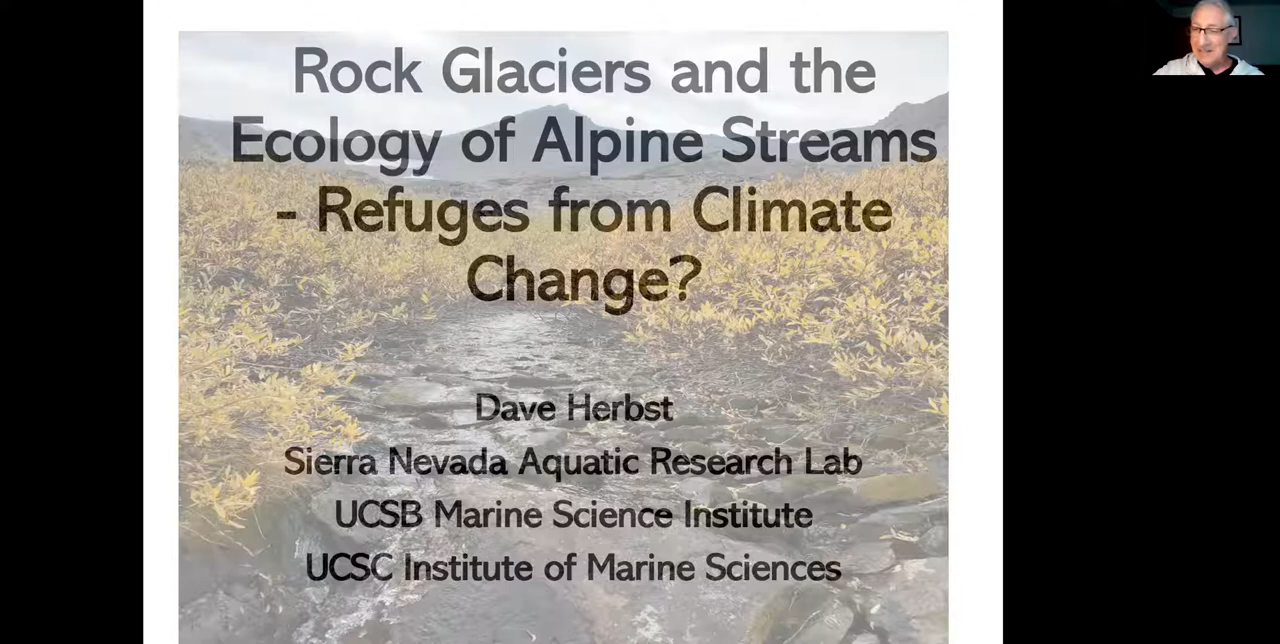 Rock Glaciers and the
Ecology of Alpine Streams
- Refuges from Climate
Change?
Dave Herbst
Sierra Nevada Aquatic Research Lab
UCSB Marine Science Institute
UCSC Institute of Marine Sciences